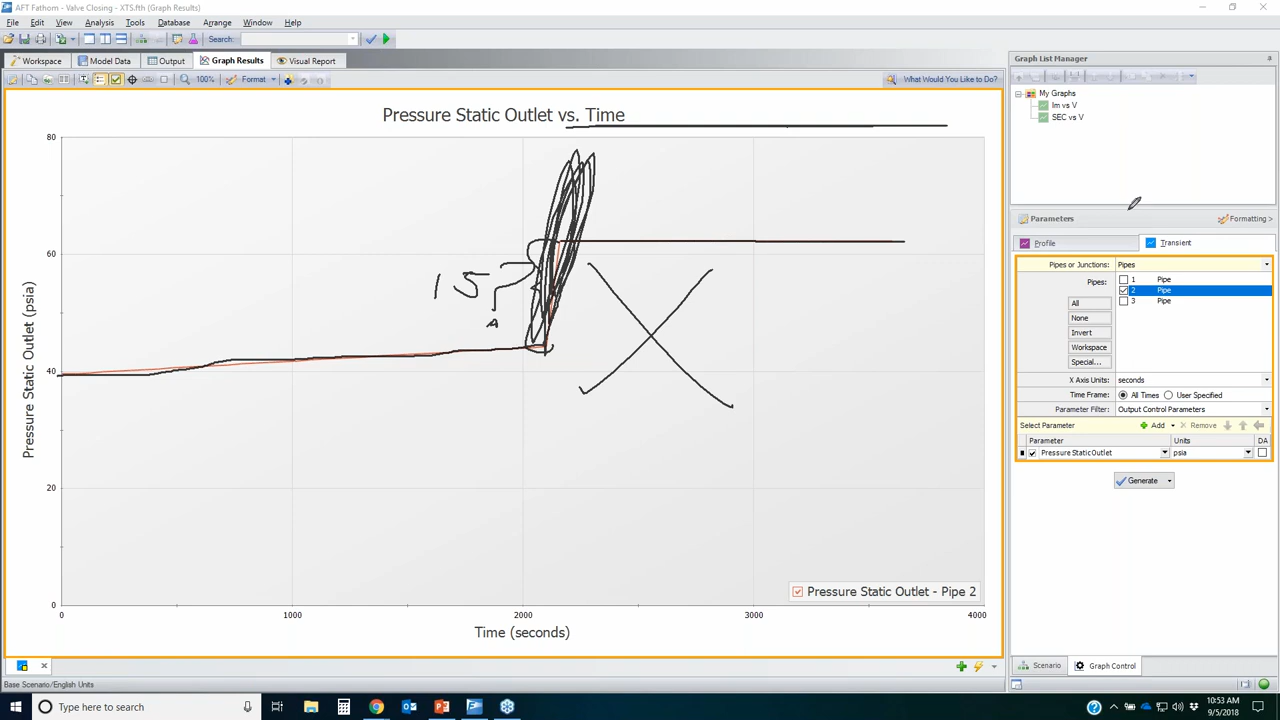 AFT Fathom - Valve Closing - XTS.fth (Graph Results)
File Edit View Analysis Tools Database Arrange Window Help
Search:
Workspace Model Data Output Graph Results Visual Report
100% Format What Would You Like to Do?
Graph List Manager
My Graphs
Im vs V
SEC vs V
Pressure Static Outlet vs. Time
80
60
40
20
0
Pressure Static Outlet (psia)
15
0 1000 2000 3000 4000
Time (seconds)
Pressure Static Outlet - Pipe 2
Parameters Formatting >
Profile Transient
Pipes or Junctions: Pipes
Pipes:
1 Pipe
2 Pipe
3 Pipe
All
None
Invert
Workspace
Special...
X Axis Units: seconds
Time Frame: All Times User Specified
Parameter Filter: Output Control Parameters
Select Parameter Add Remove
Parameter Units DA
Pressure Static Outlet psia
Generate
Scenario Graph Control
Base Scenario/English Units
Type here to search
10:53 AM
9/5/2018